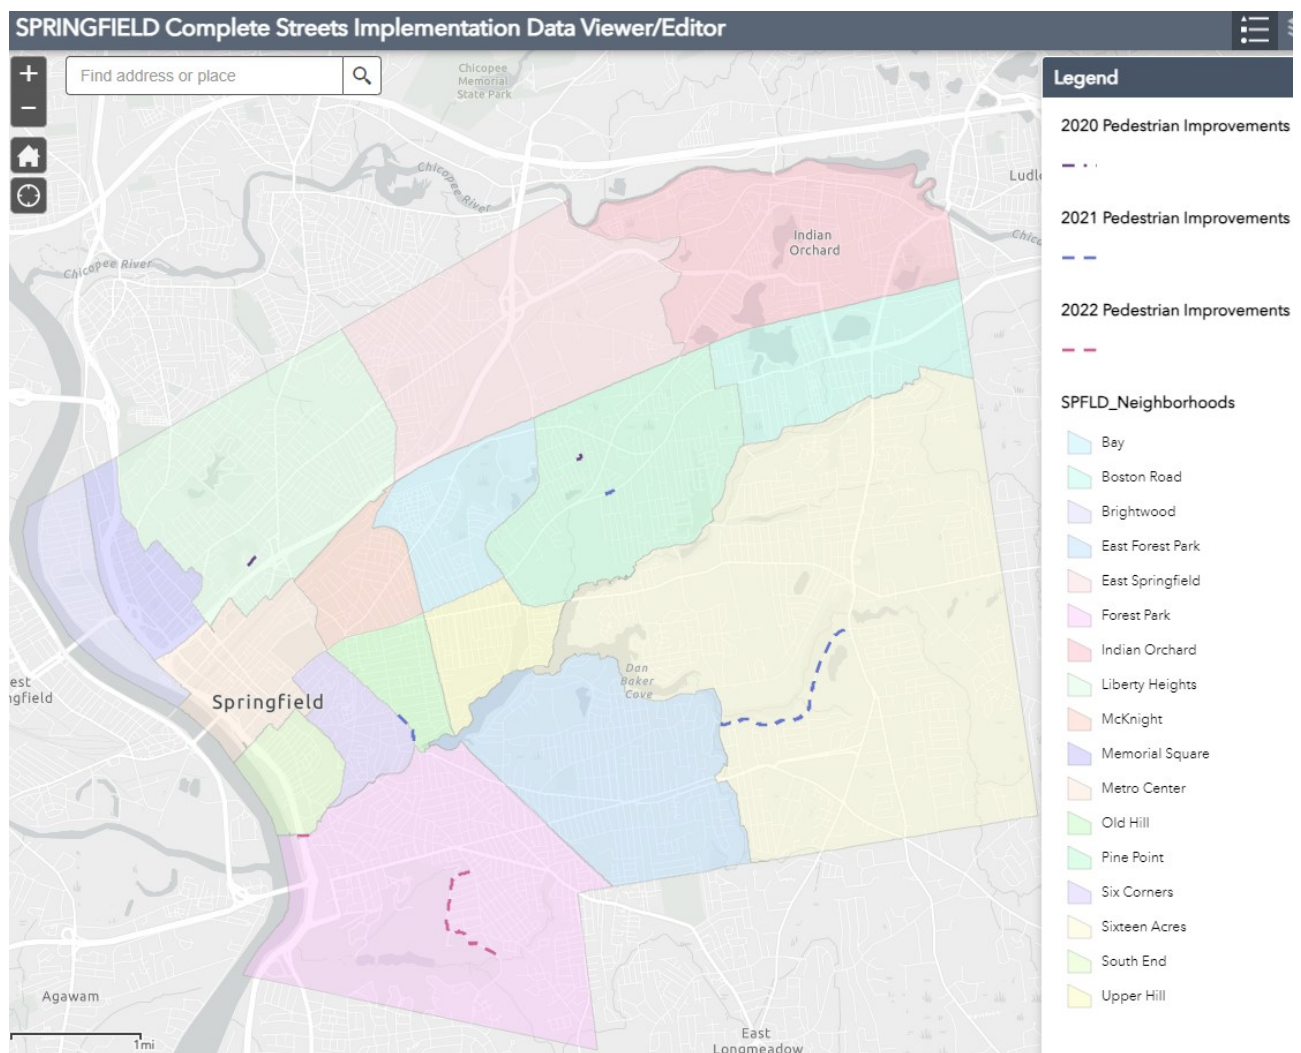 SPRINGFIELD Complete Streets Implementation Data Viewer/Editor
+
Find address or place
−
Chicopee
Memorial
State Park
Chicopee
River
Chicopee River
Indian
Orchard
Springfield
Dan
Baker
Cove
Agawam
East
Longmeadow
1mi
Legend
2020 Pedestrian Improvements
2021 Pedestrian Improvements
2022 Pedestrian Improvements
SPFLD_Neighborhoods
Bay
Boston Road
Brightwood
East Forest Park
East Springfield
Forest Park
Indian Orchard
Liberty Heights
McKnight
Memorial Square
Metro Center
Old Hill
Pine Point
Six Corners
Sixteen Acres
South End
Upper Hill